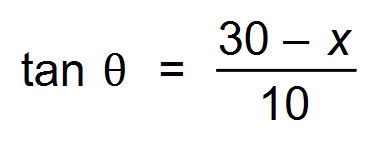 tan θ = (30 – x)/10